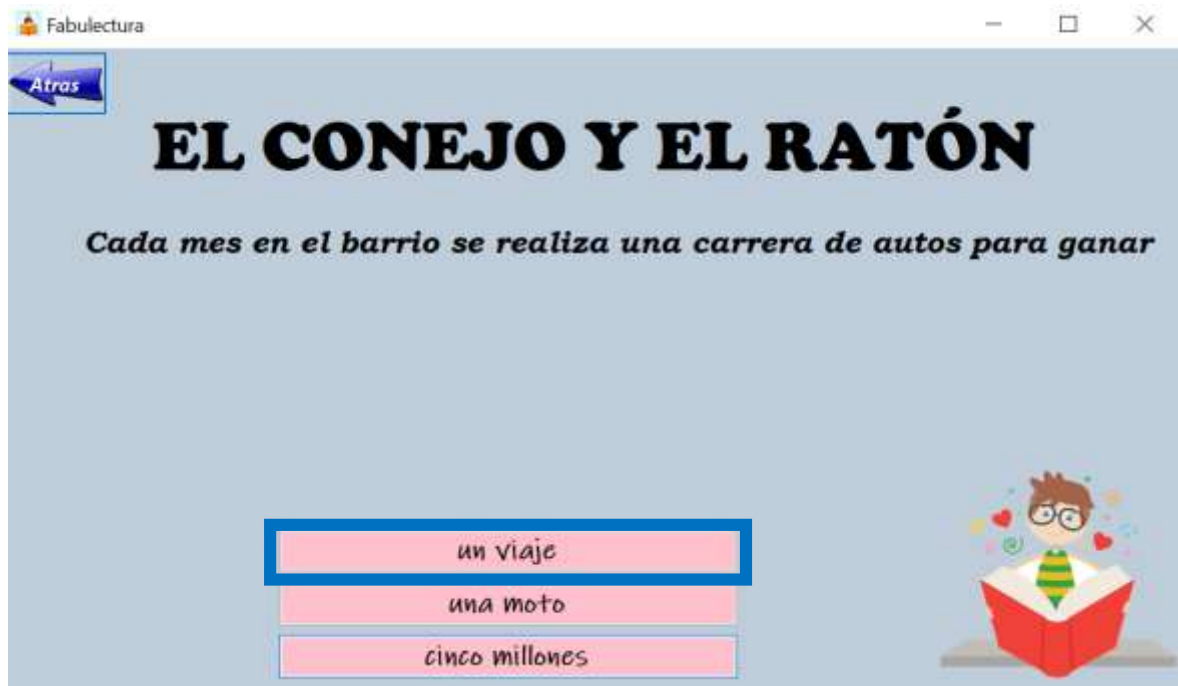 Fabulectura
Atras
EL CONEJO Y EL RATÓN
Cada mes en el barrio se realiza una carrera de autos para ganar
un viaje
una moto
cinco millones